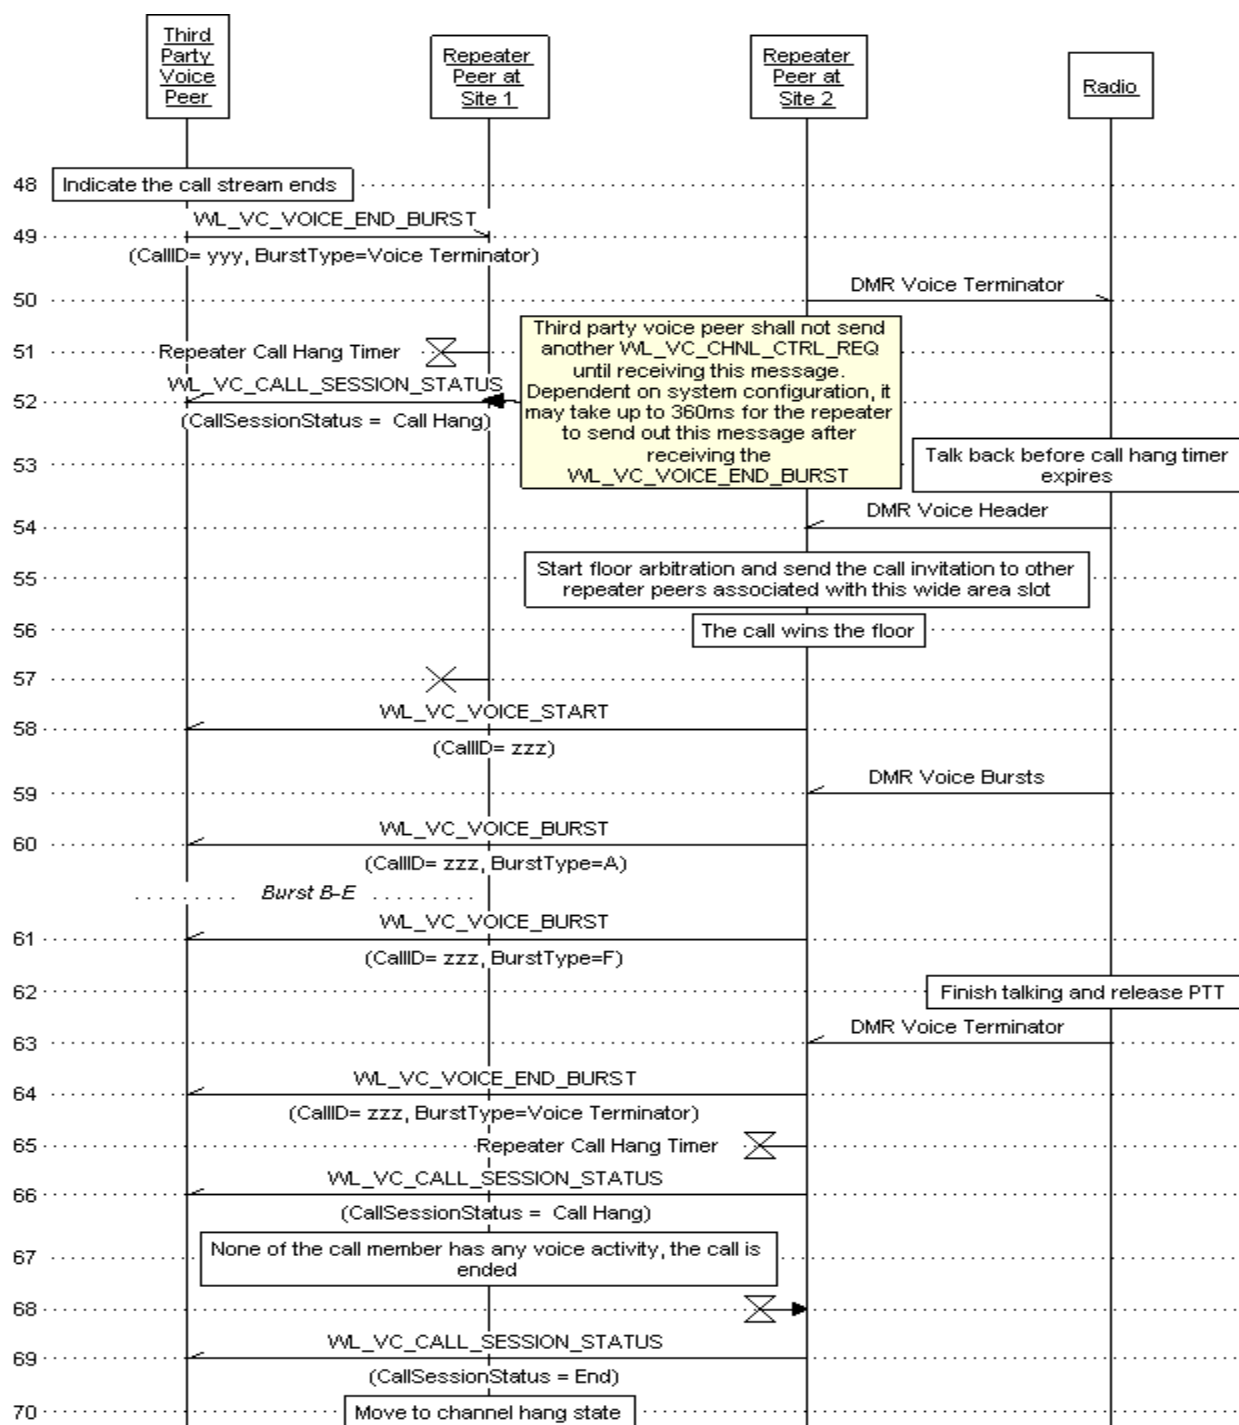 Third
Party
Voice
Peer
Repeater
Peer at
Site 1
Repeater
Peer at
Site 2
Radio
48
Indicate the call stream ends
WL_VC_VOICE_END_BURST
49
(CallID= yyy, BurstType=Voice Terminator)
DMR Voice Terminator
50
Third party voice peer shall not send
another WL_VC_CHNL_CTRL_REQ
until receiving this message.
Dependent on system configuration, it
may take up to 360ms for the repeater
to send out this message after
receiving the
WL_VC_VOICE_END_BURST
51
Repeater Call Hang Timer
WL_VC_CALL_SESSION_STATUS
52
(CallSessionStatus = Call Hang)
53
Talk back before call hang timer
expires
DMR Voice Header
54
55
Start floor arbitration and send the call invitation to other
repeater peers associated with this wide area slot
56
The call wins the floor
57
WL_VC_VOICE_START
58
(CallID= zzz)
DMR Voice Bursts
59
WL_VC_VOICE_BURST
60
(CallID= zzz, BurstType=A)
Burst B-E
WL_VC_VOICE_BURST
61
(CallID= zzz, BurstType=F)
62
Finish talking and release PTT
DMR Voice Terminator
63
WL_VC_VOICE_END_BURST
64
(CallID= zzz, BurstType=Voice Terminator)
65
Repeater Call Hang Timer
WL_VC_CALL_SESSION_STATUS
66
(CallSessionStatus = Call Hang)
67
None of the call member has any voice activity, the call is
ended
68
WL_VC_CALL_SESSION_STATUS
69
(CallSessionStatus = End)
70
Move to channel hang state